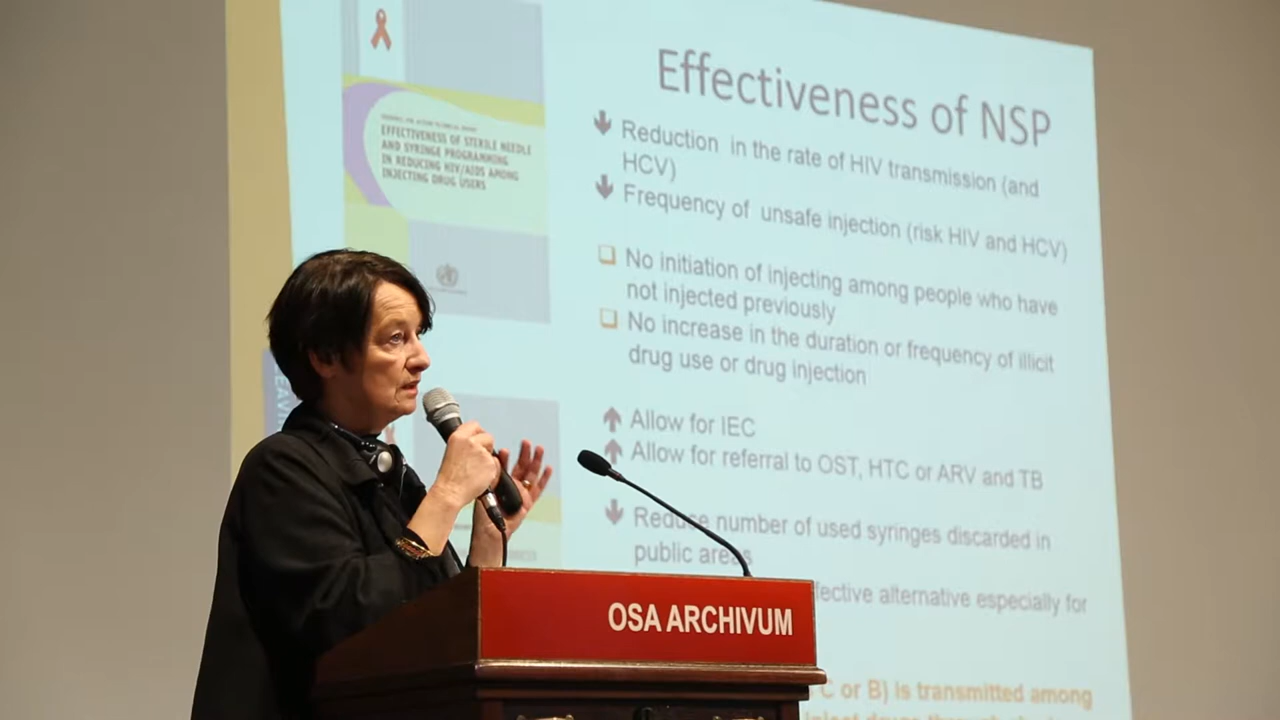 Effectiveness of NSP
EFFECTIVENESS OF STERILE NEEDLE
AND SYRINGE PROGRAMMING
IN REDUCING HIV/AIDS AMONG
INJECTING DRUG USERS
Reduction in the rate of HIV transmission (and
HCV)
Frequency of unsafe injection (risk HIV and HCV)
No initiation of injecting among people who have
not injected previously
No increase in the duration or frequency of illicit
drug use or drug injection
Allow for IEC
Allow for referral to OST, HTC or ARV and TB
Reduce number of used syringes discarded in
public areas
fective alternative especially for
C or B) is transmitted among
OSA ARCHIVUM